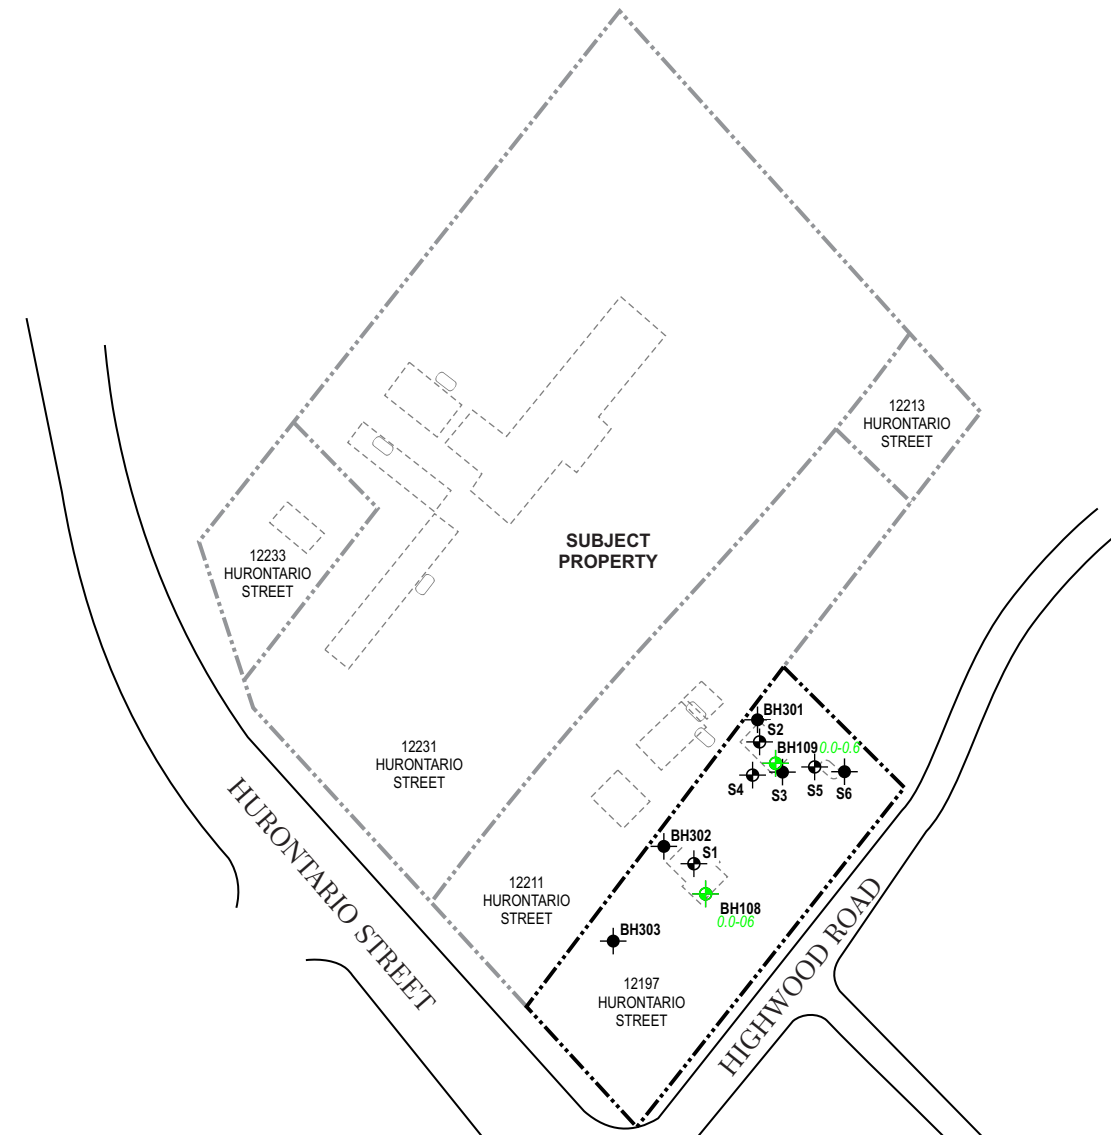 12213
HURONTARIO
STREET
SUBJECT
PROPERTY
12233
HURONTARIO
STREET
BH301
S2
BH109
0.0-0.6
S4
S3
S5
S6
12231
HURONTARIO
STREET
HURONTARIO STREET
BH302
S1
12211
HURONTARIO
STREET
BH108
0.0-06
BH303
HIGHWOOD ROAD
12197
HURONTARIO
STREET